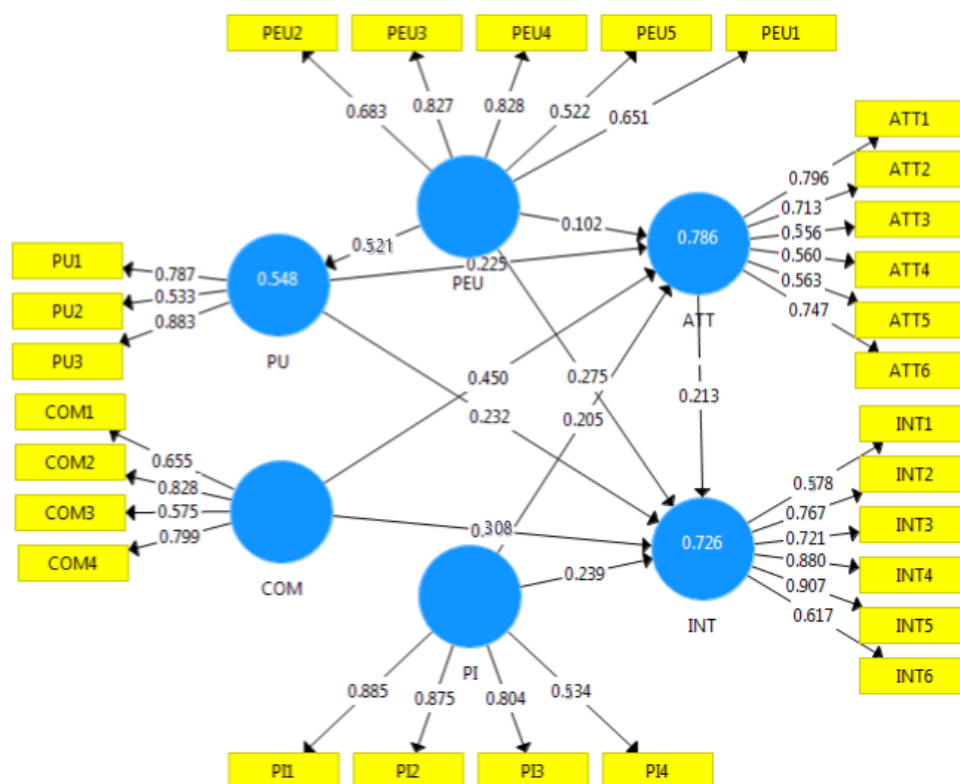 PEU2 PEU3 PEU4 PEU5 PEU1
0.683 0.827 0.828 0.522 0.651
ATT1
ATT2
ATT3
ATT4
ATT5
ATT6
0.796
0.713
0.556
0.560
0.563
0.747
0.102
0.786
0.521
0.225
PEU
ATT
PU1
PU2
PU3
0.787
0.533
0.883
0.548
PU
0.450
0.275
0.232
0.205
0.213
COM1
COM2
COM3
COM4
0.655
0.828
0.575
0.799
COM
0.308
0.239
0.726
INT
INT1
INT2
INT3
INT4
INT5
INT6
0.578
0.767
0.721
0.880
0.907
0.617
PI
0.885 0.875 0.804 0.534
PI1 PI2 PI3 PI4